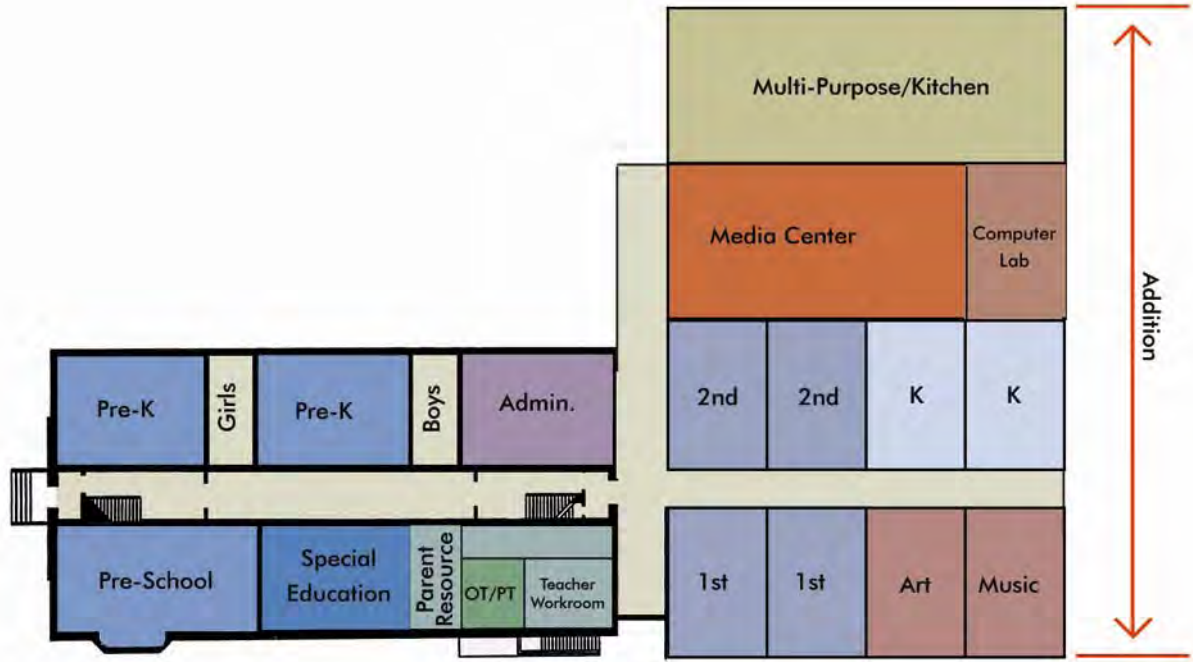 Multi-Purpose/Kitchen
Media Center
Computer
Lab
Addition
Pre-K
Girls
Pre-K
Boys
Admin.
2nd
2nd
K
K
Pre-School
Special
Education
Parent
Resource
OT/PT
Teacher
Workroom
1st
1st
Art
Music